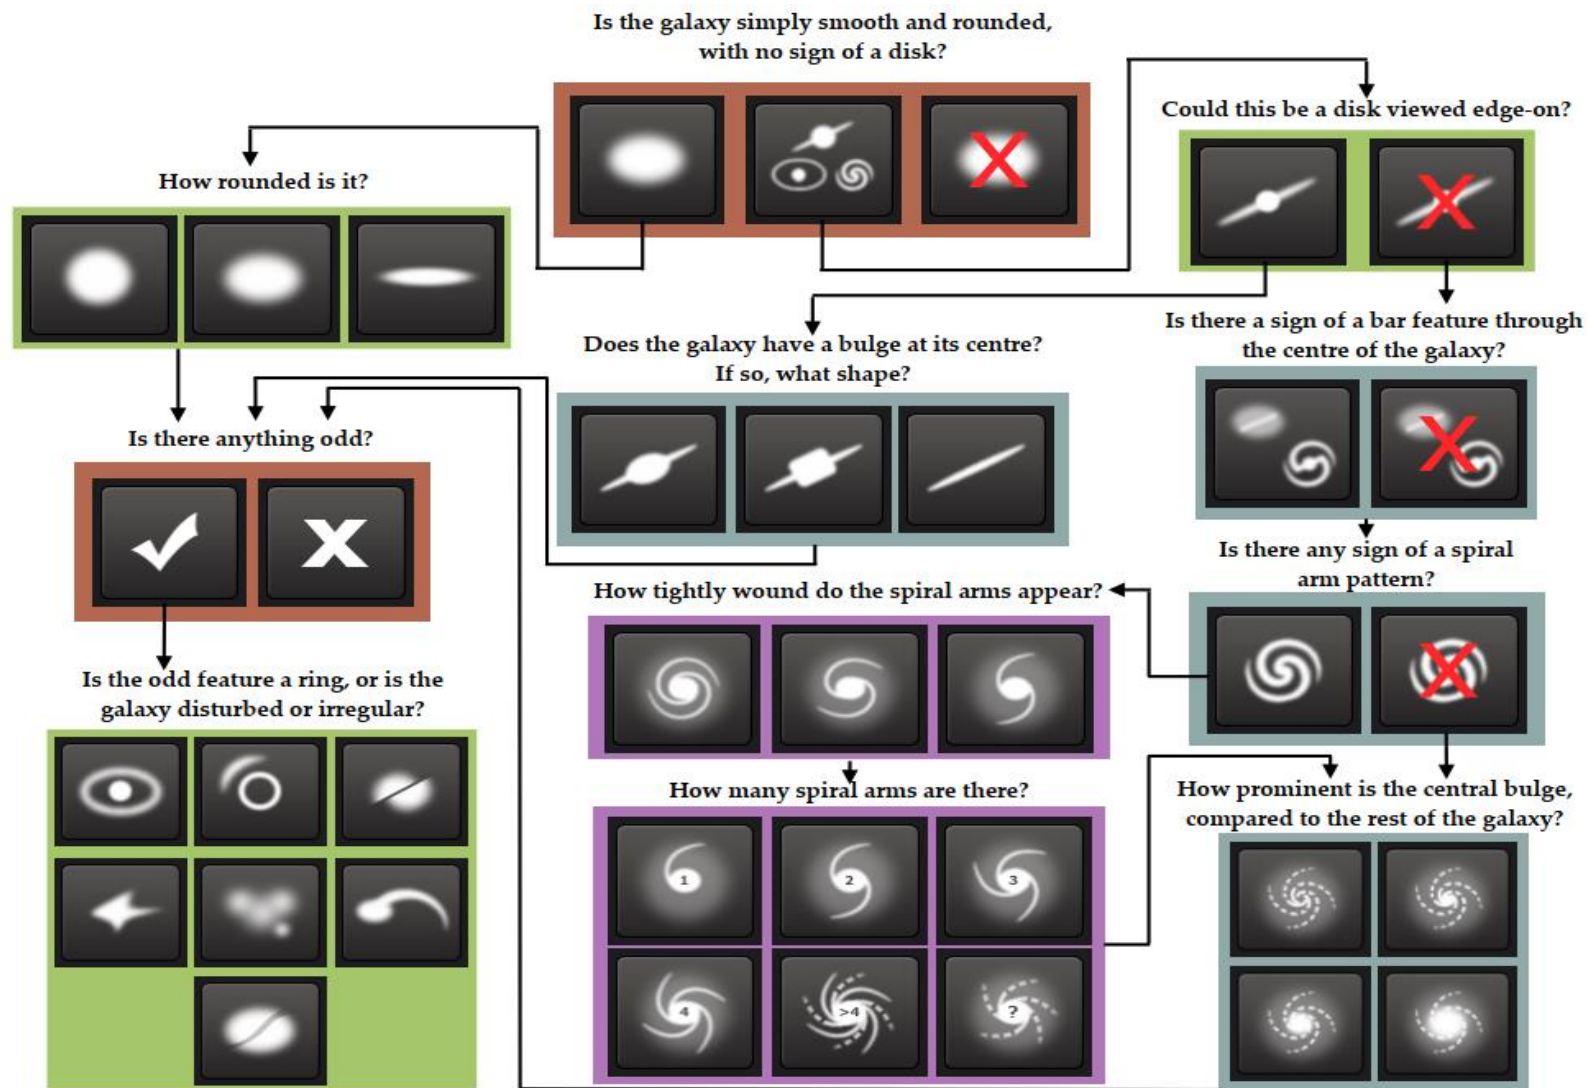 Is the galaxy simply smooth and rounded,
with no sign of a disk?
Could this be a disk viewed edge-on?
How rounded is it?
Is there a sign of a bar feature through
the centre of the galaxy?
Does the galaxy have a bulge at its centre?
If so, what shape?
Is there anything odd?
Is there any sign of a spiral
arm pattern?
How tightly wound do the spiral arms appear?
Is the odd feature a ring, or is the
galaxy disturbed or irregular?
How many spiral arms are there?
How prominent is the central bulge,
compared to the rest of the galaxy?
1
2
3
4
>4
?